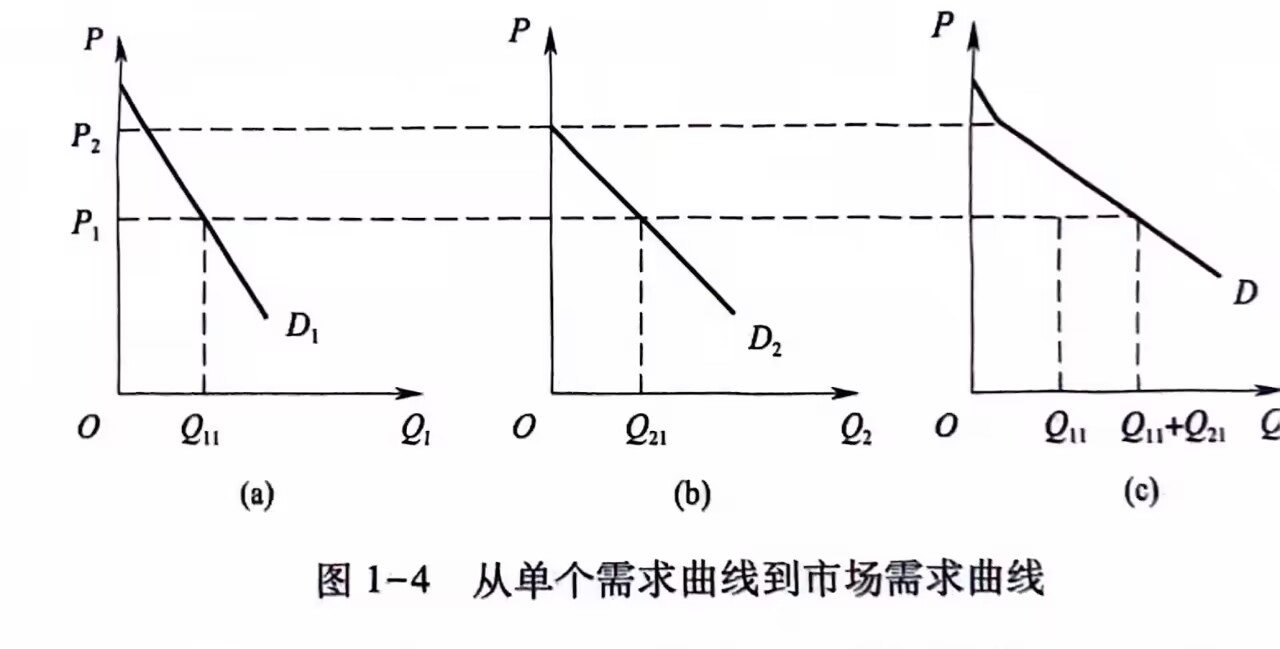 P
P
P
P₂
P₁
D₁
D₂
D
O Q₁₁ Q₁
O Q₂₁ Q₂
O Q₁₁ Q₁₁+Q₂₁ Q
(a)
(b)
(c)
图 1-4 从单个需求曲线到市场需求曲线